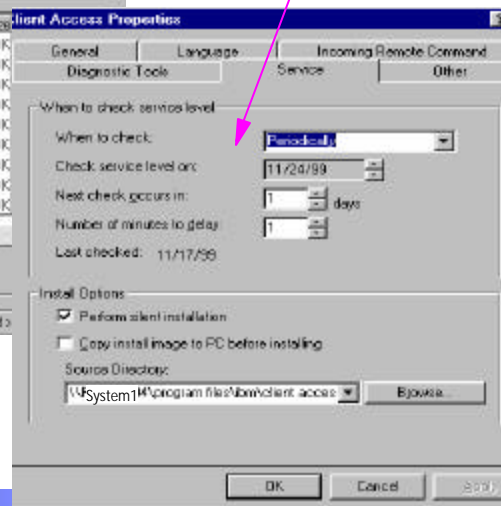 Client Access Properties
General Language Incoming Remote Command
Diagnostic Tools Service Other
When to check service level
When to check: Periodically
Check service level on: 11/24/99
Next check occurs in: 1 days
Number of minutes to delay: 1
Last checked: 11/17/99
Install Options
Perform silent installation
Copy install image to PC before installing
Source Directory:
System1 \program files\ibm\client acces Browse...
OK Cancel Apply